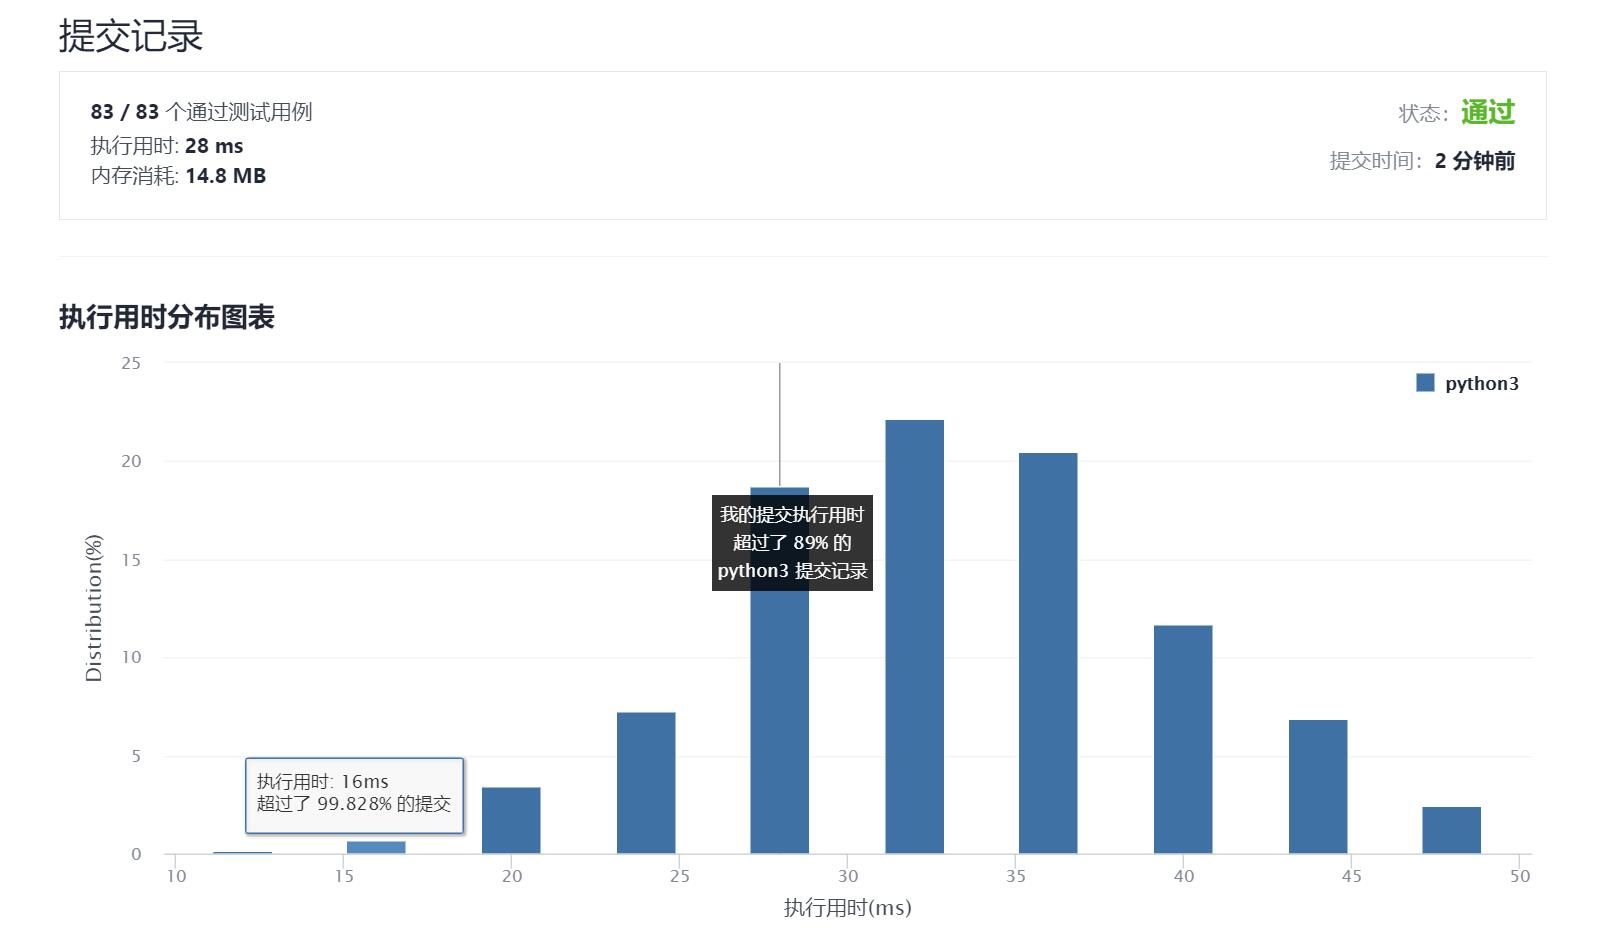 提交记录
83 / 83 个通过测试用例
状态：通过
执行用时: 28 ms
提交时间：2 分钟前
内存消耗: 14.8 MB
执行用时分布图表
25
python3
20
我的提交执行用时
超过了 89% 的
python3 提交记录
15
Distribution(%)
10
5
执行用时: 16ms
超过了 99.828% 的提交
0
10 15 20 25 30 35 40 45 50
执行用时(ms)